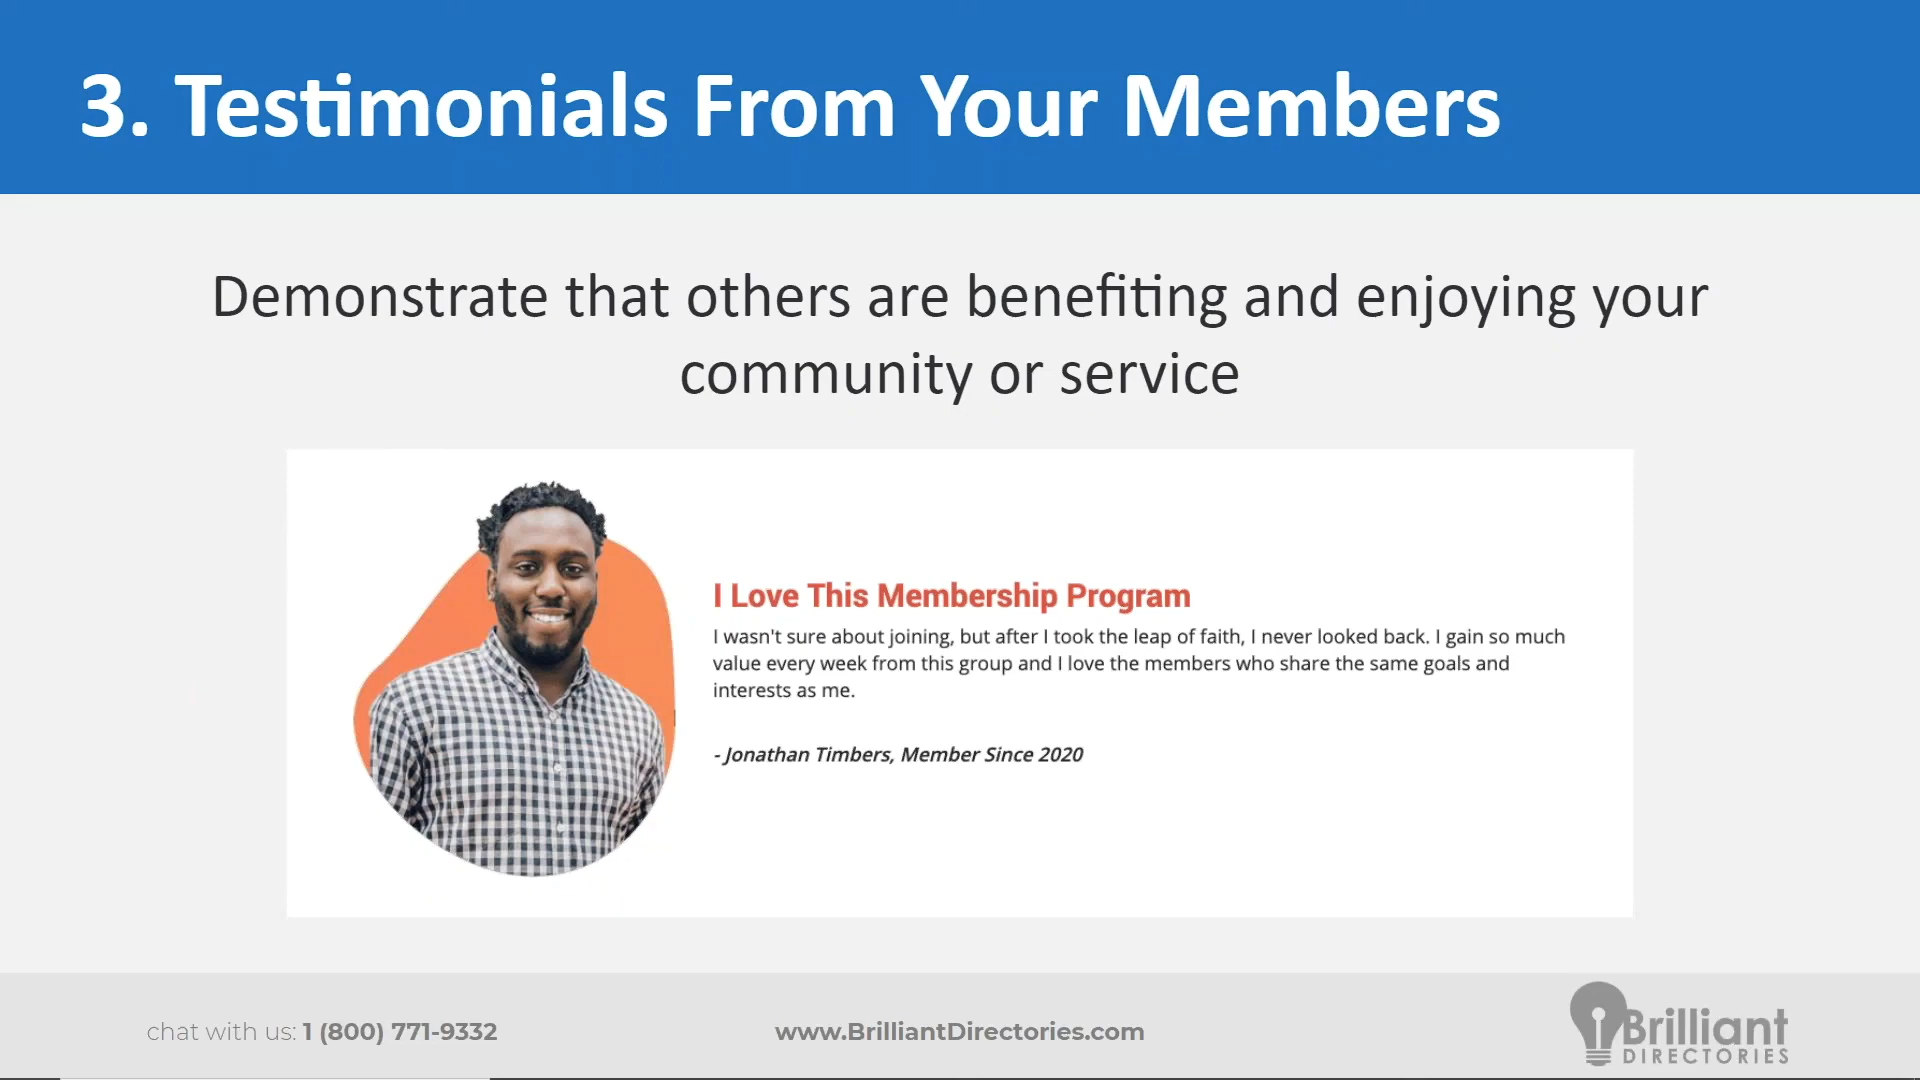 3. Testimonials From Your Members
Demonstrate that others are benefiting and enjoying your
community or service
I Love This Membership Program
I wasn't sure about joining, but after I took the leap of faith, I never looked back. I gain so much
value every week from this group and I love the members who share the same goals and
interests as me.
- Jonathan Timbers, Member Since 2020
chat with us: 1 (800) 771-9332
www.BrilliantDirectories.com
Brilliant
DIRECTORIES